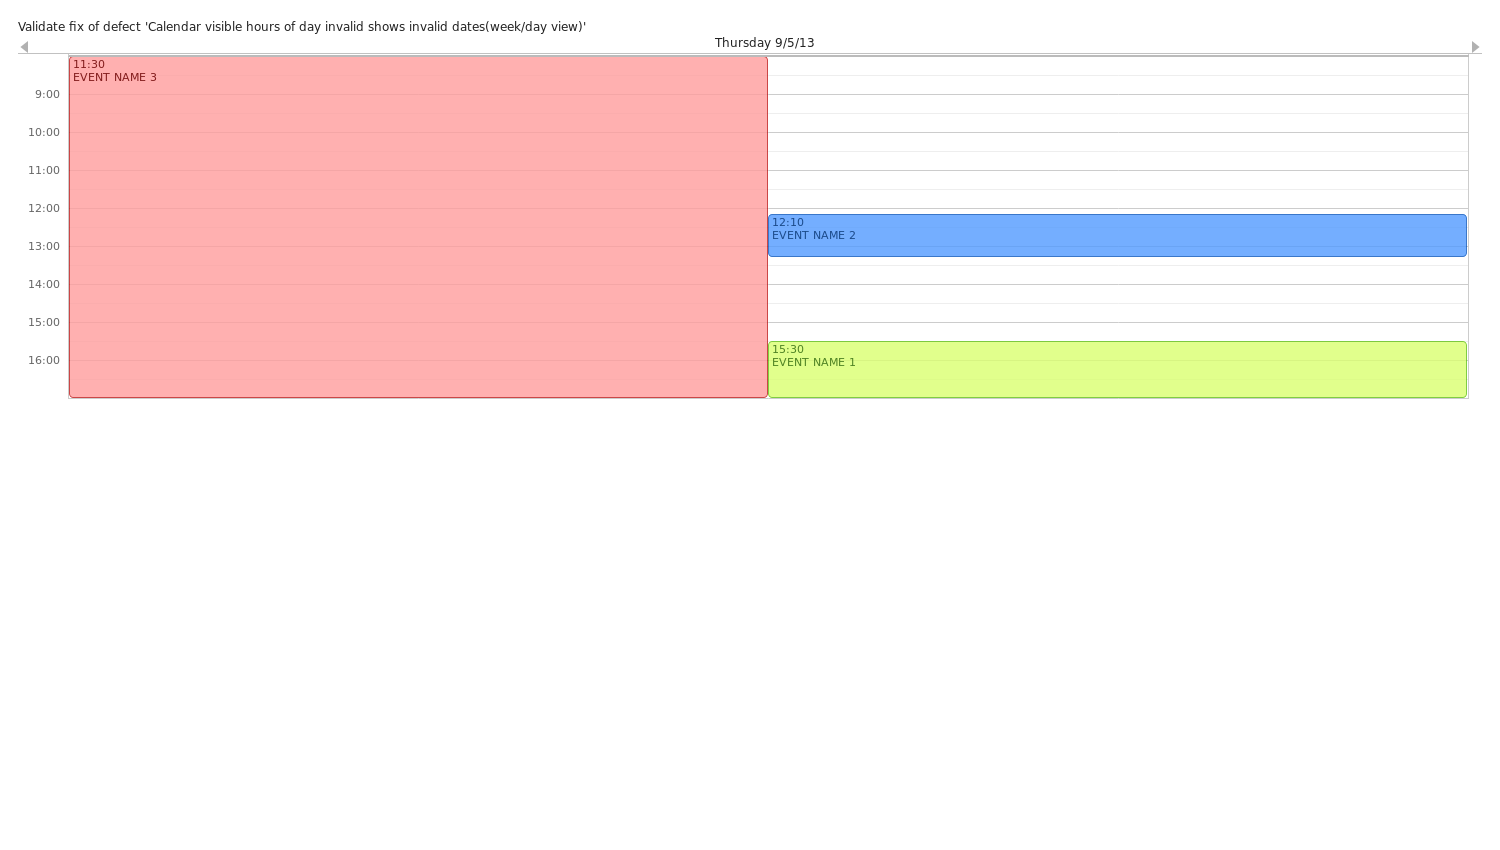 Validate fix of defect 'Calendar visible hours of day invalid shows invalid dates(week/day view)'
Thursday 9/5/13
11:30
EVENT NAME 3
9:00
10:00
11:00
12:00
12:10
EVENT NAME 2
13:00
14:00
15:00
15:30
EVENT NAME 1
16:00